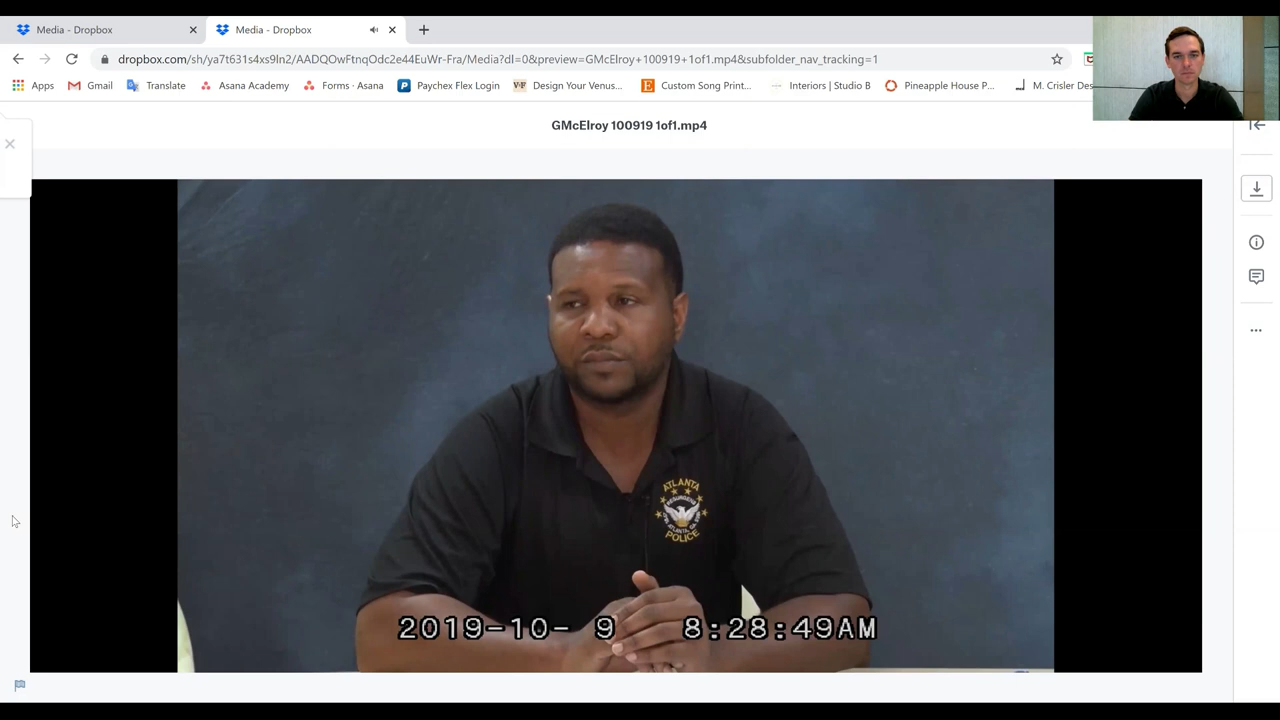 Media - Dropbox
Media - Dropbox
dropbox.com/sh/ya7t631s4xs9ln2/AADQOwFtnqOdc2e44EuWr-Fra/Media?dl=0&preview=GMcElroy+100919+1of1.mp4&subfolder_nav_tracking=1
Apps Gmail Translate Asana Academy Forms · Asana Paychex Flex Login Design Your Venus... Custom Song Print... Interiors | Studio B Pineapple House P... M. Crisler Des
GMcElroy 100919 1of1.mp4
ATLANTA
RESURGENS
POLICE
2019-10- 9 8:28:49AM